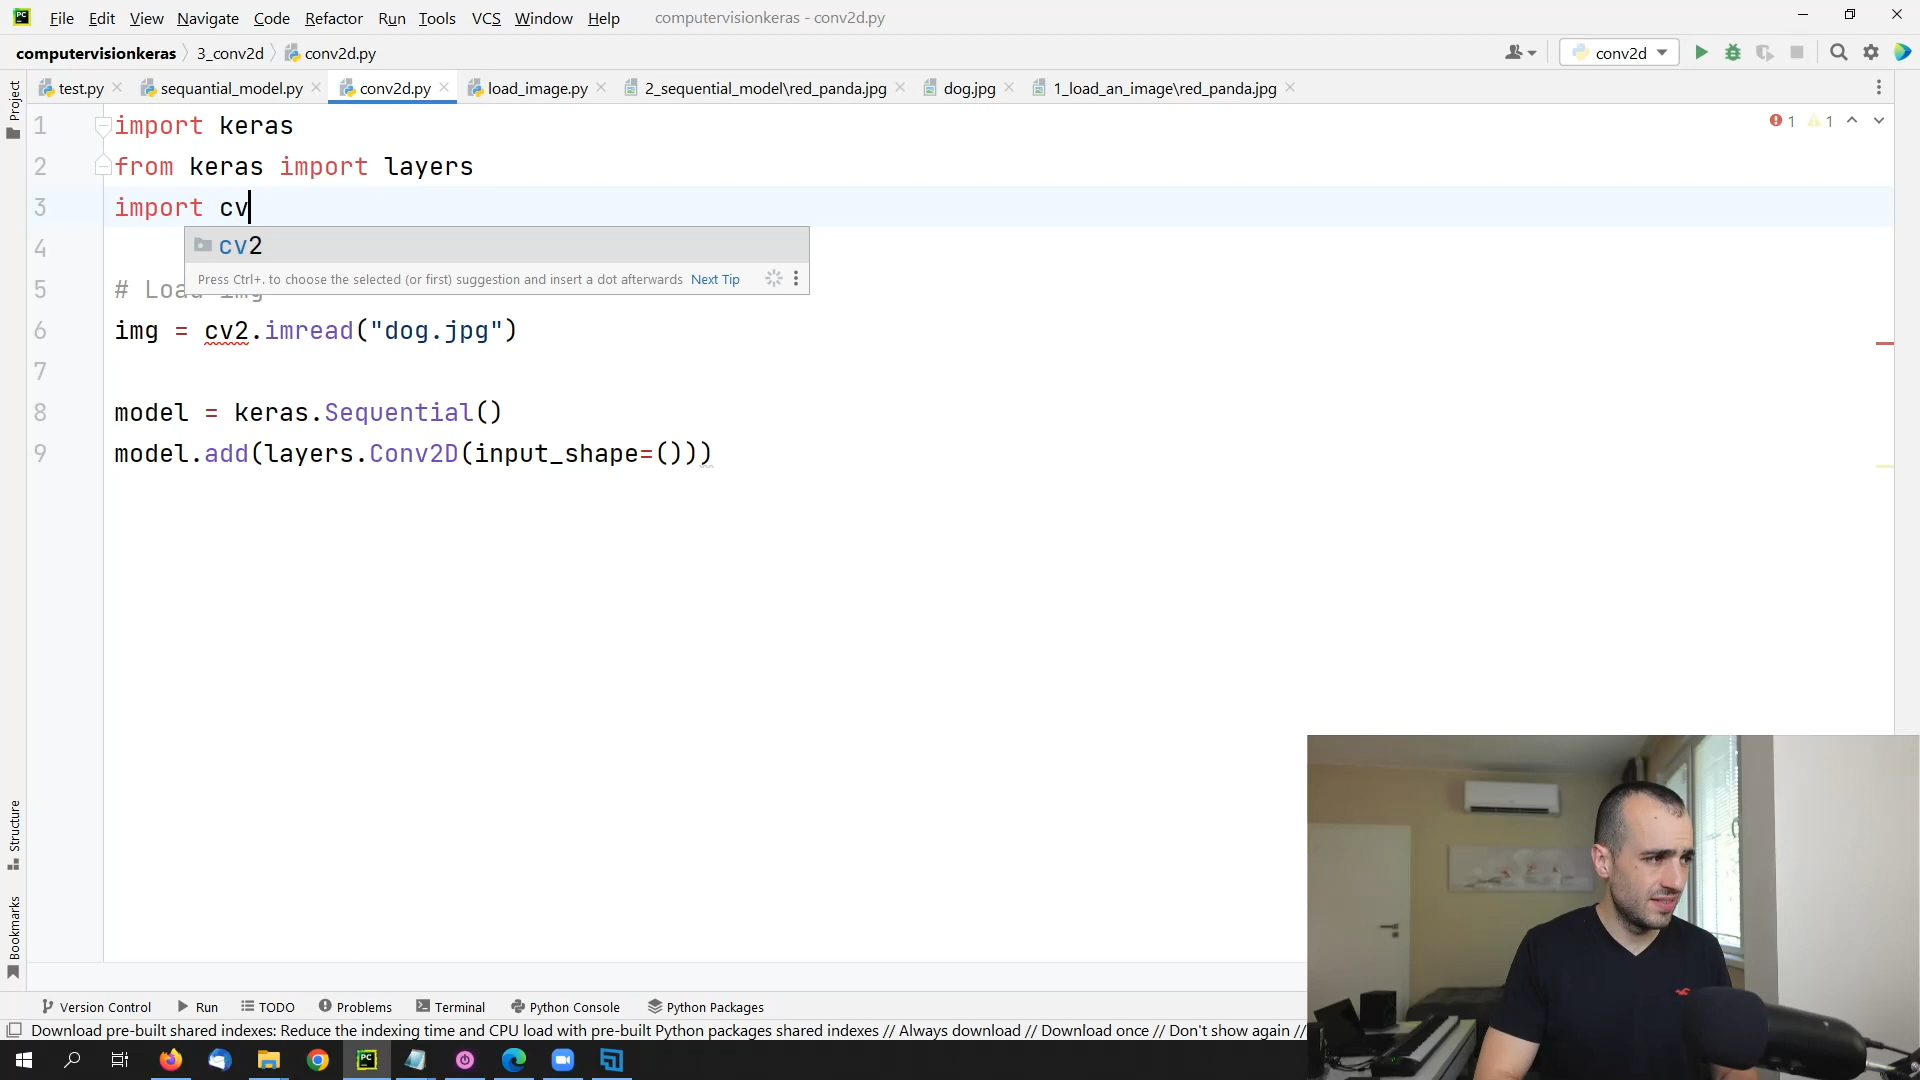 PC File Edit View Navigate Code Refactor Run Tools VCS Window Help computervisionkeras - conv2d.py
computervisionkeras 3_conv2d conv2d.py conv2d
Project
test.py sequantial_model.py conv2d.py load_image.py 2_sequential_model\red_panda.jpg dog.jpg 1_load_an_image\red_panda.jpg
1 import keras 1 1
2 from keras import layers
3 import cv
4 cv2
Press Ctrl+. to choose the selected (or first) suggestion and insert a dot afterwards Next Tip
5 # Load img
6 img = cv2.imread("dog.jpg")
7
8 model = keras.Sequential()
9 model.add(layers.Conv2D(input_shape=()))
Structure
Bookmarks
Version Control Run TODO Problems Terminal Python Console Python Packages
Download pre-built shared indexes: Reduce the indexing time and CPU load with pre-built Python packages shared indexes // Always download // Download once // Don't show again //
PC